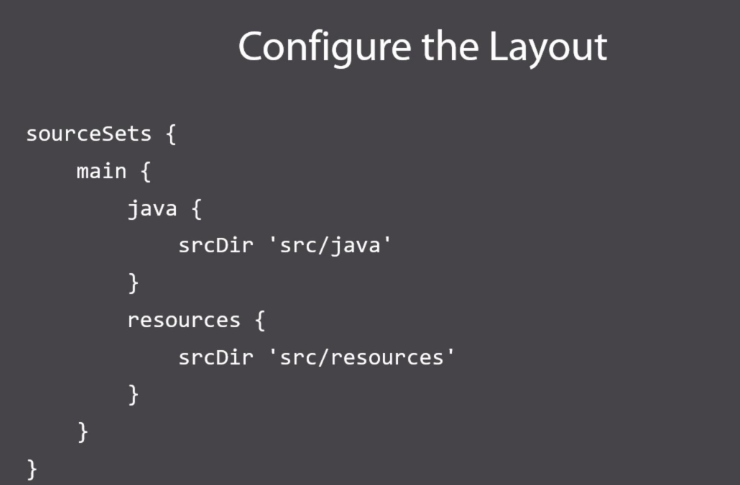 Configure the Layout
sourceSets {
main {
java {
srcDir 'src/java'
}
resources {
srcDir 'src/resources'
}
}
}